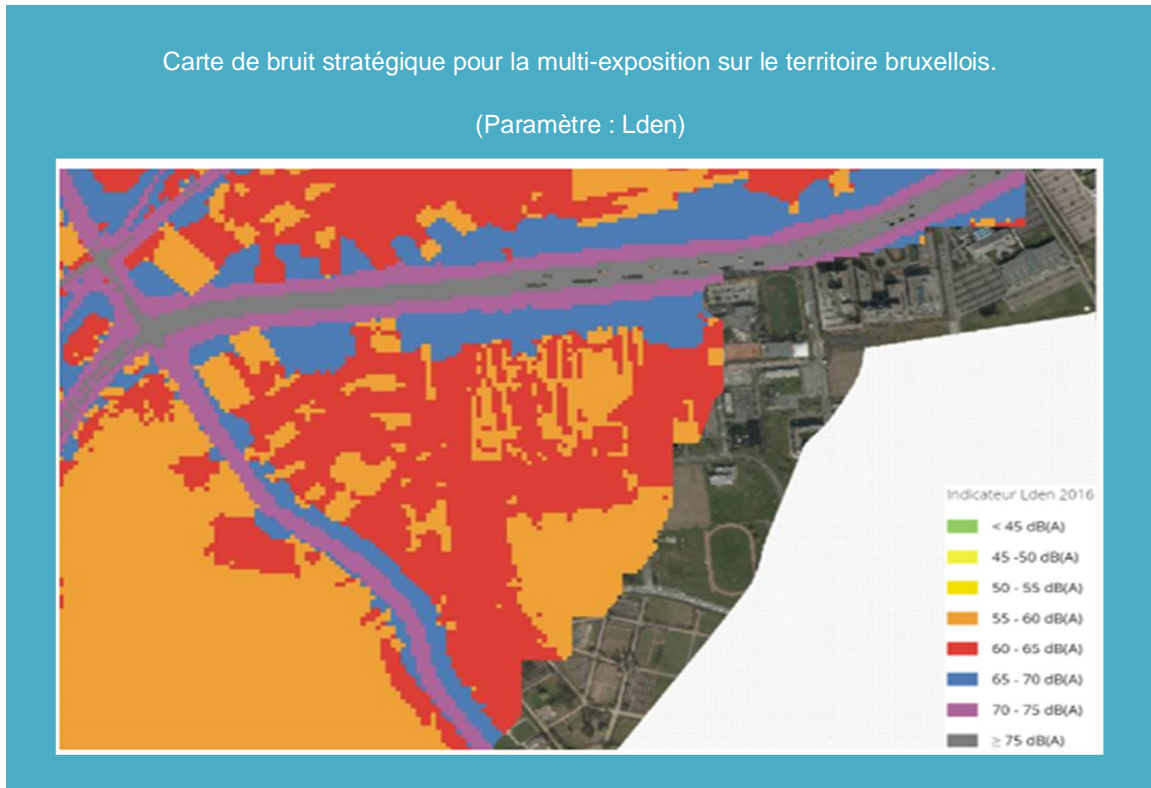 Carte de bruit stratégique pour la multi-exposition sur le territoire bruxellois.
(Paramètre : Lden)
Indicateur Lden 2016
< 45 dB(A)
45 -50 dB(A)
50 - 55 dB(A)
55 - 60 dB(A)
60 - 65 dB(A)
65 - 70 dB(A)
70 - 75 dB(A)
≥ 75 dB(A)